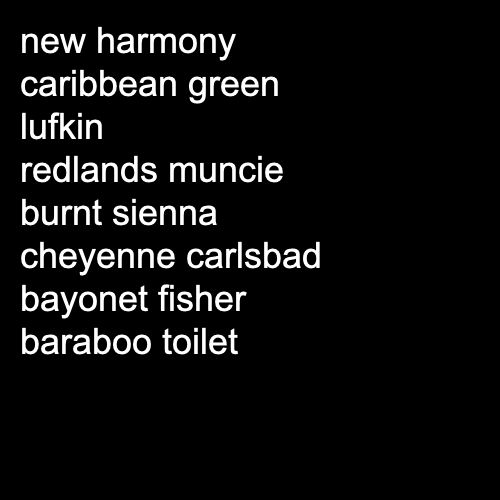 new harmony
caribbean green
lufkin
redlands muncie
burnt sienna
cheyenne carlsbad
bayonet fisher
baraboo toilet